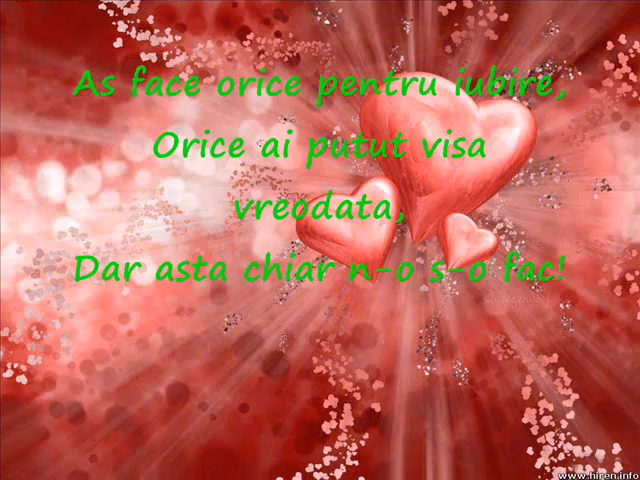 As face orice pentru iubire,
Orice ai putut visa
vreodata,
Dar asta chiar n-o s-o fac!
www.hiren.info